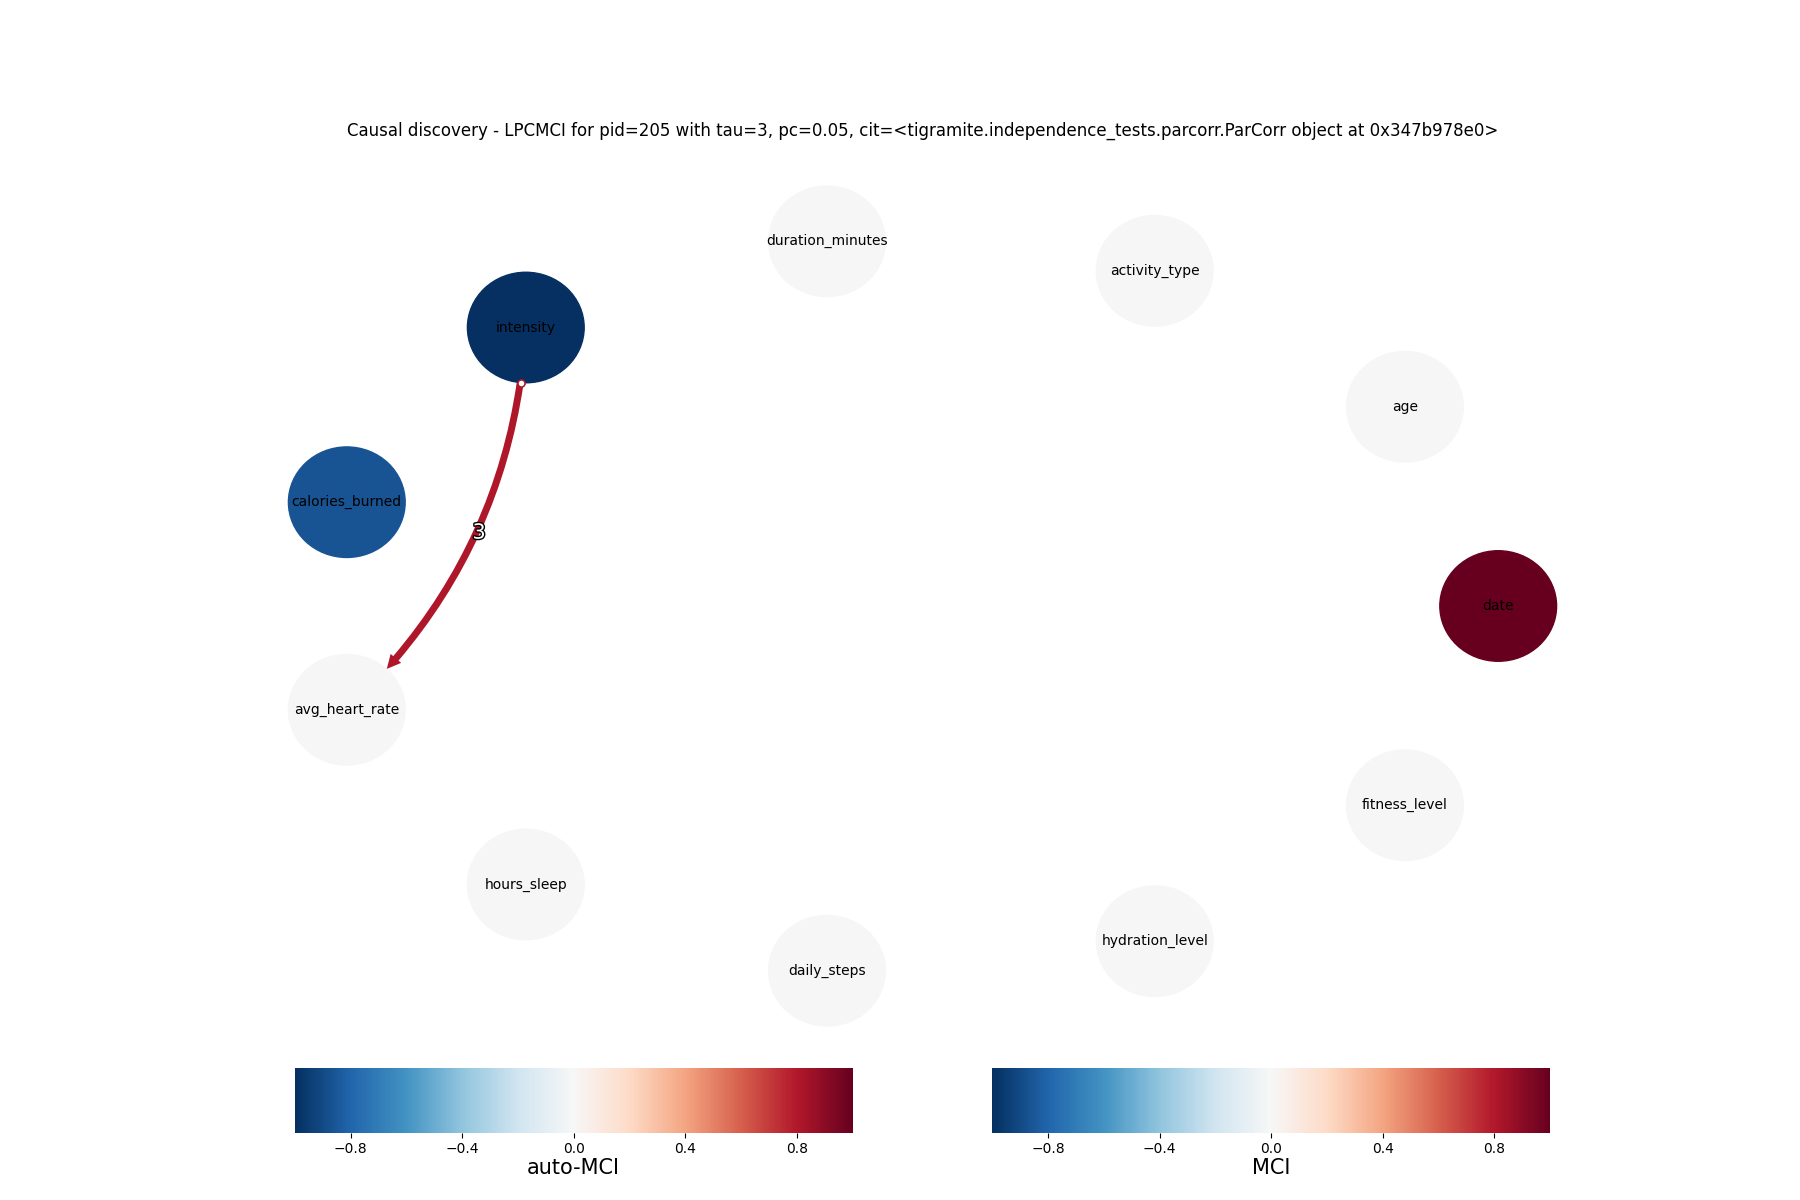 Causal discovery - LPCMCI for pid=205 with tau=3, pc=0.05, cit=<tigramite.independence_tests.parcorr.ParCorr object at 0x347b978e0>
duration_minutes
activity_type
intensity
age
calories_burned
3
date
avg_heart_rate
fitness_level
hours_sleep
hydration_level
daily_steps
−0.8 −0.4 0.0 0.4 0.8
auto-MCI
−0.8 −0.4 0.0 0.4 0.8
MCI